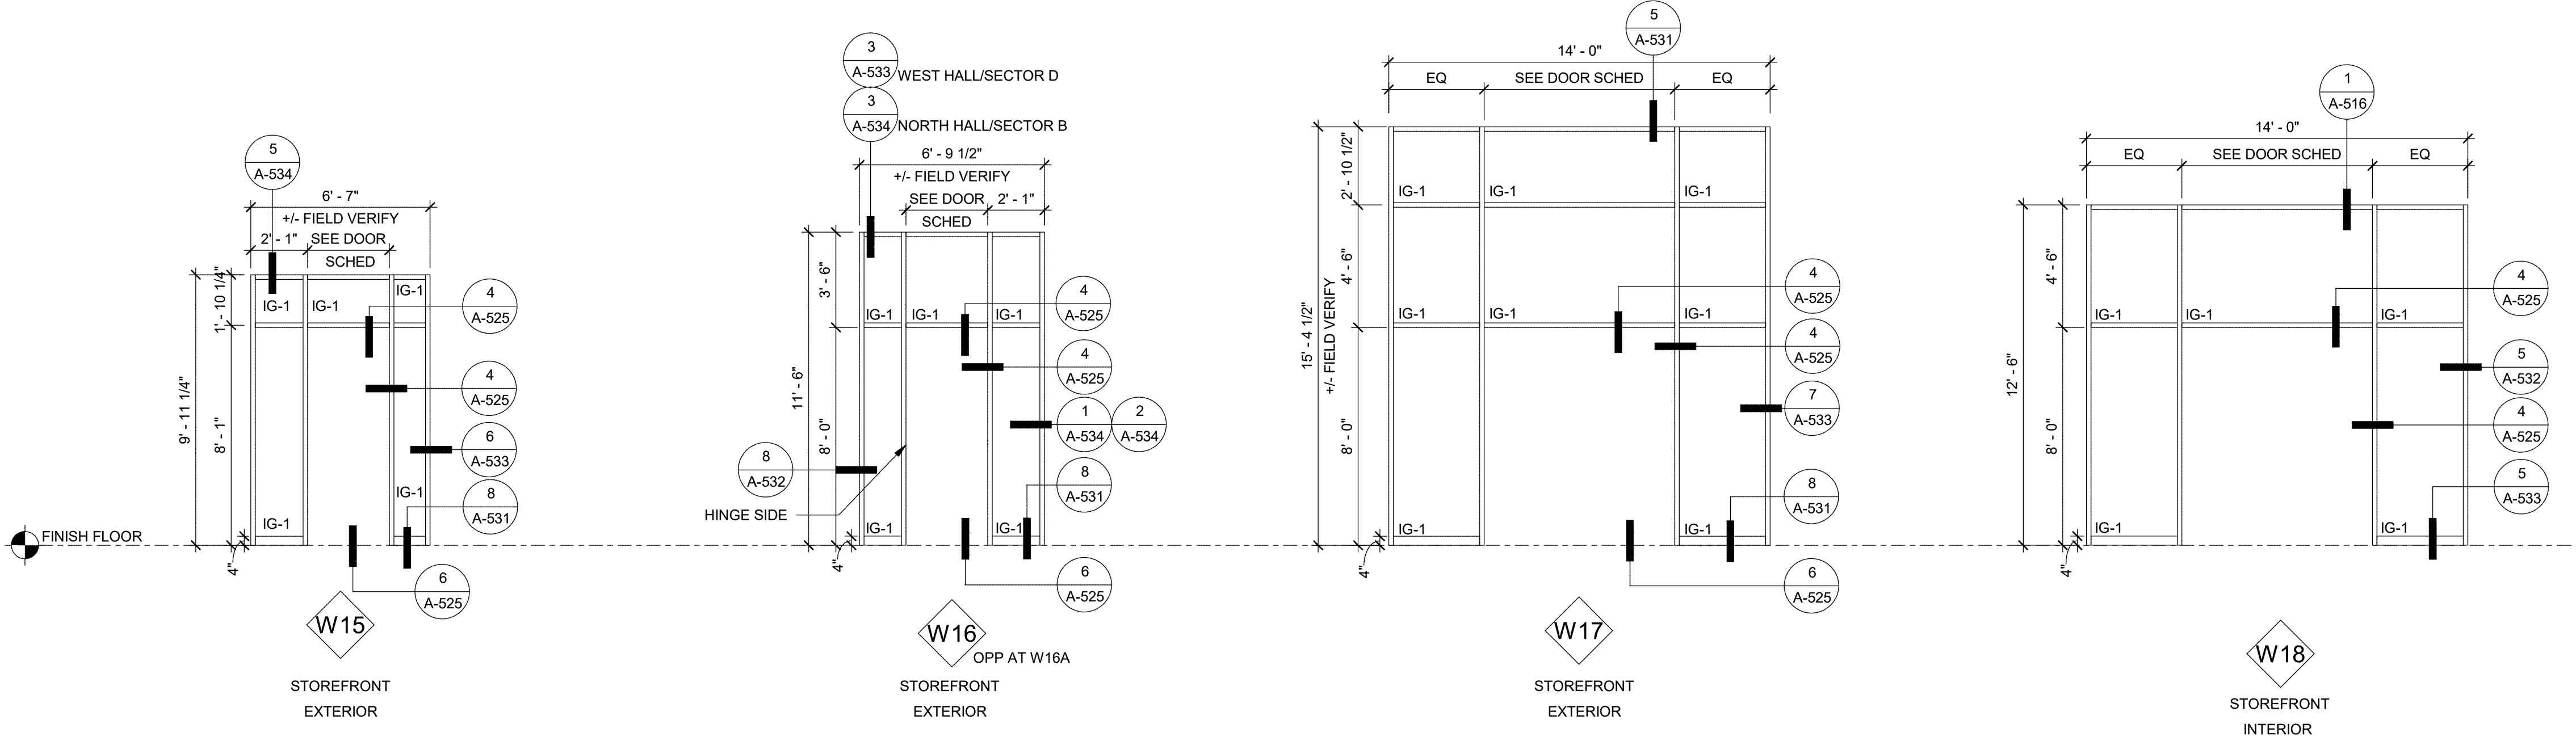 FINISH FLOOR
5
A-534
6' - 7"
+/- FIELD VERIFY
2' - 1" SEE DOOR
SCHED
1' - 10 1/4"
9' - 11 1/4"
8' - 1"
4"
IG-1
IG-1
IG-1
IG-1
IG-1
4
A-525
4
A-525
6
A-533
8
A-531
6
A-525
W15
STOREFRONT
EXTERIOR
3
A-533
WEST HALL/SECTOR D
3
A-534
NORTH HALL/SECTOR B
6' - 9 1/2"
+/- FIELD VERIFY
SEE DOOR 2' - 1"
SCHED
3' - 6"
11' - 6"
8' - 0"
4"
IG-1
IG-1
IG-1
IG-1
IG-1
8
A-532
HINGE SIDE
4
A-525
4
A-525
1
A-534
2
A-534
8
A-531
6
A-525
W16
OPP AT W16A
STOREFRONT
EXTERIOR
5
A-531
14' - 0"
EQ
SEE DOOR SCHED
EQ
2' - 10 1/2"
4' - 6"
15' - 4 1/2"
+/- FIELD VERIFY
8' - 0"
4"
IG-1
IG-1
IG-1
IG-1
IG-1
IG-1
IG-1
IG-1
4
A-525
4
A-525
7
A-533
8
A-531
6
A-525
W17
STOREFRONT
EXTERIOR
1
A-516
14' - 0"
EQ
SEE DOOR SCHED
EQ
4' - 6"
12' - 6"
8' - 0"
4"
IG-1
IG-1
IG-1
IG-1
IG-1
4
A-525
5
A-532
4
A-525
5
A-533
W18
STOREFRONT
INTERIOR